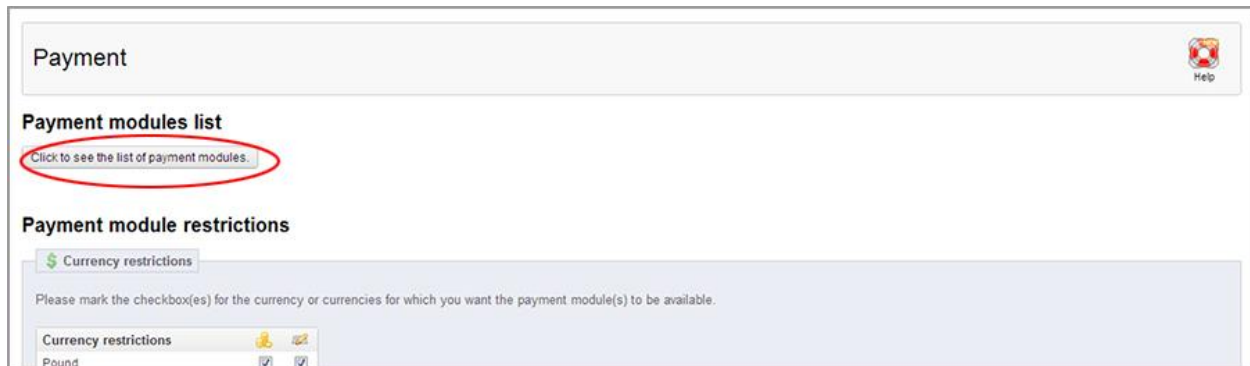 Payment
Help
Payment modules list
Click to see the list of payment modules.
Payment module restrictions
$ Currency restrictions
Please mark the checkbox(es) for the currency or currencies for which you want the payment module(s) to be available.
Currency restrictions
Pound